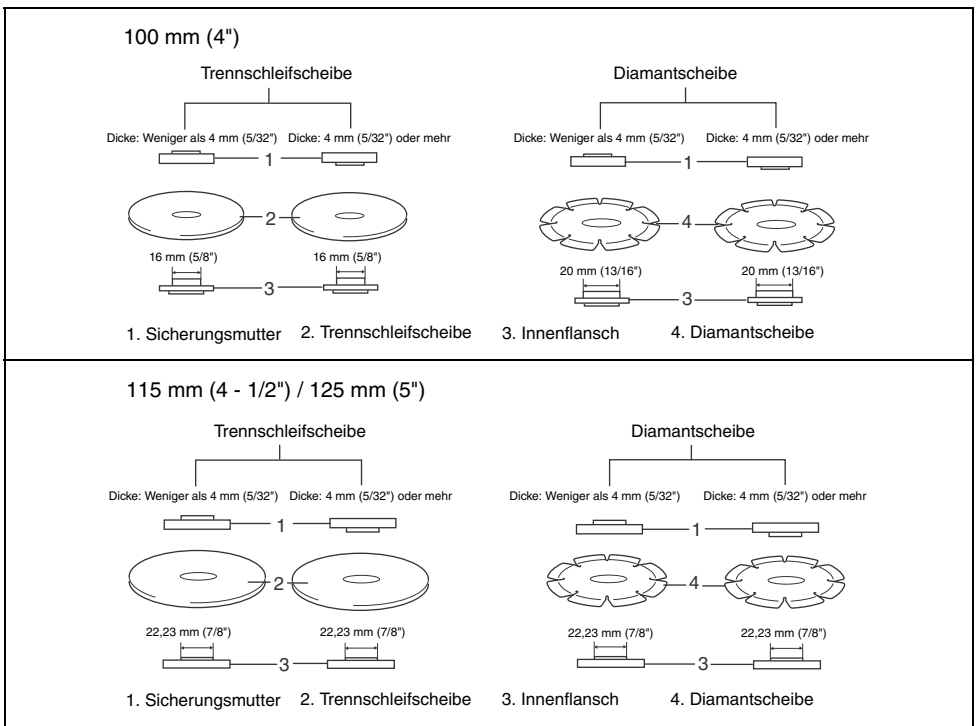 100 mm (4")
Trennschleifscheibe Diamantscheibe
Dicke: Weniger als 4 mm (5/32") Dicke: 4 mm (5/32") oder mehr Dicke: Weniger als 4 mm (5/32") Dicke: 4 mm (5/32") oder mehr
1 1
2 4
16 mm (5/8") 16 mm (5/8") 20 mm (13/16") 20 mm (13/16")
3 3
1. Sicherungsmutter 2. Trennschleifscheibe 3. Innenflansch 4. Diamantscheibe
115 mm (4 - 1/2") / 125 mm (5")
Trennschleifscheibe Diamantscheibe
Dicke: Weniger als 4 mm (5/32") Dicke: 4 mm (5/32") oder mehr Dicke: Weniger als 4 mm (5/32") Dicke: 4 mm (5/32") oder mehr
1 1
2 4
22,23 mm (7/8") 22,23 mm (7/8") 22,23 mm (7/8") 22,23 mm (7/8")
3 3
1. Sicherungsmutter 2. Trennschleifscheibe 3. Innenflansch 4. Diamantscheibe